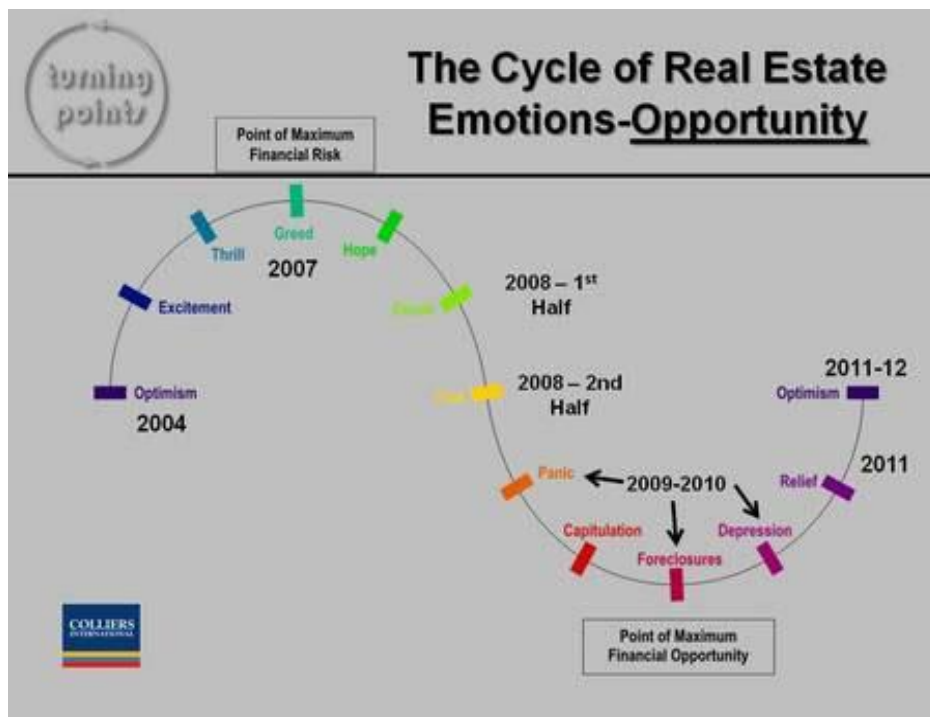 turning
points
The Cycle of Real Estate
Emotions-Opportunity
Point of Maximum
Financial Risk
Greed
Thrill
Hope
2007
2008 – 1st
Half
Excitement
2008 – 2nd
Half
2011-12
Optimism
Optimism
2004
Panic
2009-2010
2011
Relief
Capitulation
Depression
Foreclosures
COLLIERS
INTERNATIONAL
Point of Maximum
Financial Opportunity